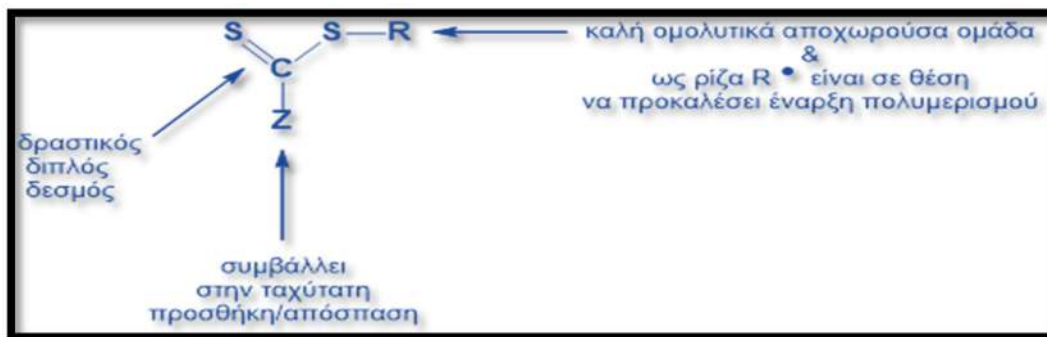 S S—R
C
Z
καλή ομολυτικά αποχωρούσα ομάδα
&
ως ρίζα R • είναι σε θέση
να προκαλέσει έναρξη πολυμερισμού
δραστικός
διπλός
δεσμός
συμβάλλει
στην ταχύτατη
προσθήκη/απόσπαση